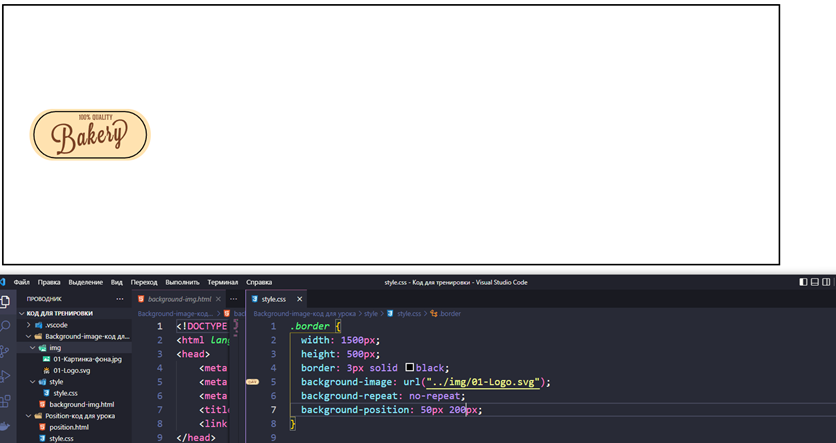 100% QUALITY
Bakery
Файл Правка Выделение Вид Переход Выполнить Терминал Справка style.css - Код для тренировки - Visual Studio Code
ПРОВОДНИК ··· background-img.html × ··· style.css ×
КОД ДЛЯ ТРЕНИРОВКИ Background-image-код... Background-image-код для урока > style > style.css > .border
.vscode 1 <!DOCTYPE 1 .border {
Background-image-код дл... 2 <html lang 2 width: 1500px;
img 3 <head> 3 height: 500px;
01-Картинка-фона.jpg 4 <meta 4 border: 3px solid black;
01-Logo.svg 5 <meta 5 background-image: url("../img/01-Logo.svg");
style 6 <meta 6 background-repeat: no-repeat;
style.css 7 <title 7 background-position: 50px 200px;
background-img.html 8 <link 8 }
Position-код для урока 9 </head> 9
position.html
style.css